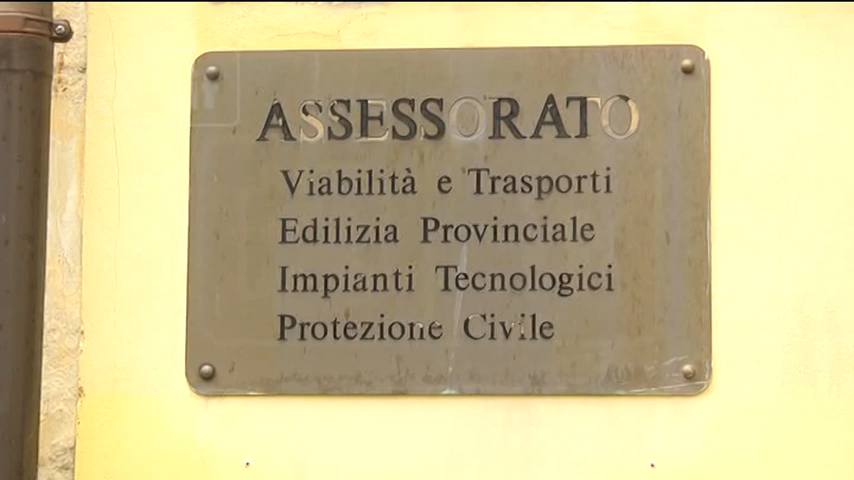 ASSESSORATO
Viabilità e Trasporti
Edilizia Provinciale
Impianti Tecnologici
Protezione Civile